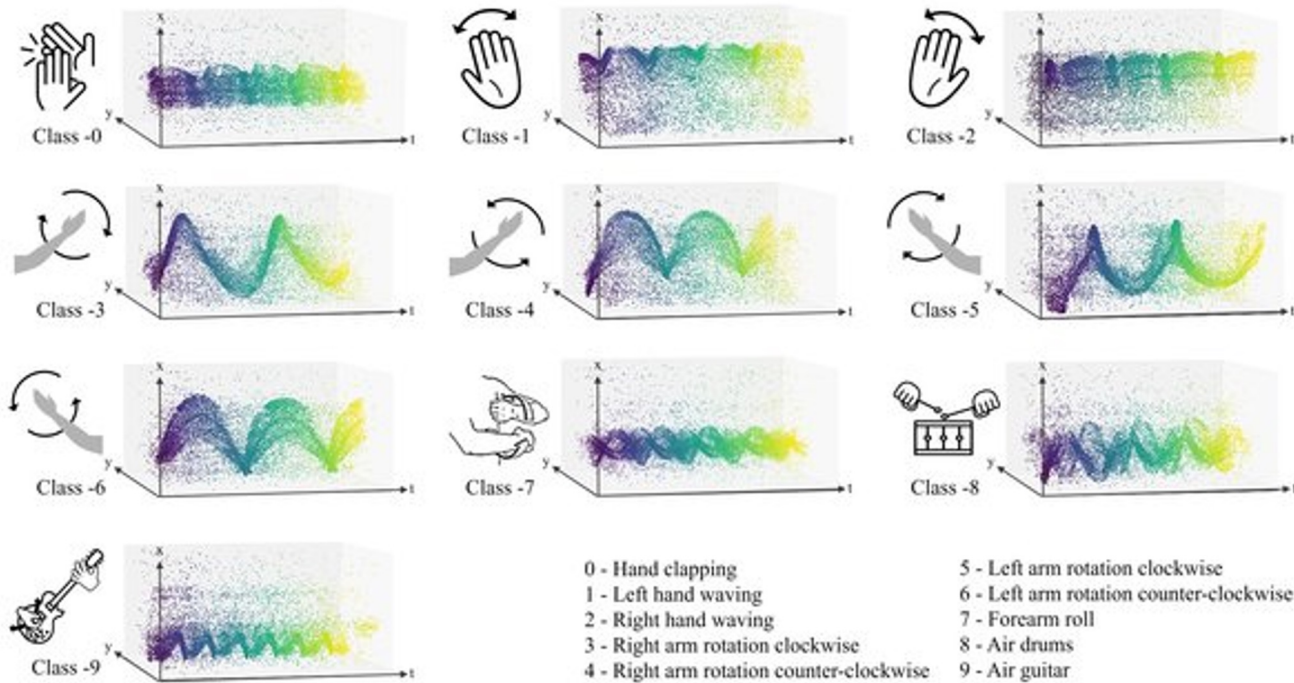 x
y
t
Class -0
x
y
t
Class -1
x
y
t
Class -2
x
y
t
Class -3
x
y
t
Class -4
x
y
t
Class -5
x
y
t
Class -6
x
y
t
Class -7
x
y
t
Class -8
x
y
t
Class -9
0 - Hand clapping
1 - Left hand waving
2 - Right hand waving
3 - Right arm rotation clockwise
4 - Right arm rotation counter-clockwise
5 - Left arm rotation clockwise
6 - Left arm rotation counter-clockwise
7 - Forearm roll
8 - Air drums
9 - Air guitar